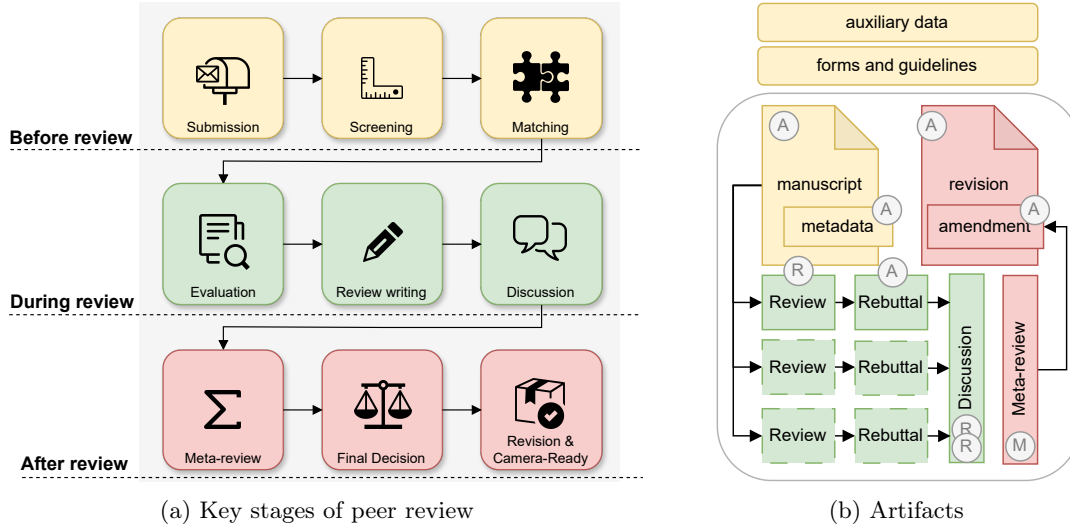 Submission
Screening
Matching
Before review
Evaluation
Review writing
Discussion
During review
Meta-review
Final Decision
Revision &
Camera-Ready
After review
(a) Key stages of peer review
auxiliary data
forms and guidelines
A
A
manuscript
revision
A
A
metadata
amendment
R
A
Review
Rebuttal
Review
Rebuttal
Review
Rebuttal
Discussion
R
R
Meta-review
M
(b) Artifacts